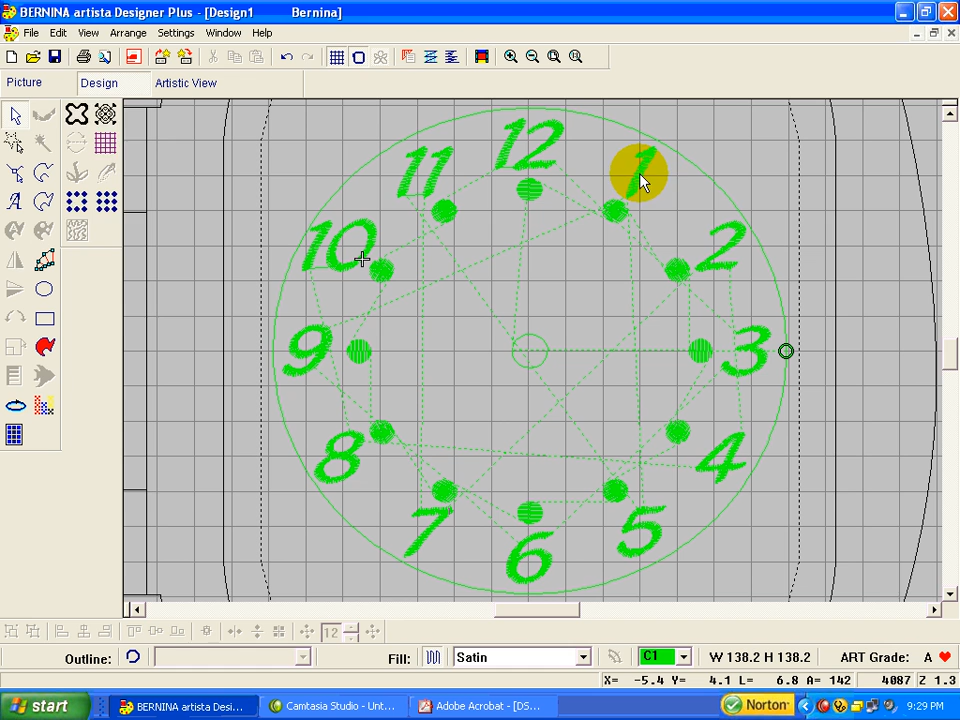 BERNINA artista Designer Plus - [Design1 Bernina]
File Edit View Arrange Settings Window Help
Picture Design Artistic View
12
11
1
10
2
9
3
8
4
7
5
6
A
12
Outline: Fill: Satin C1 W 138.2 H 138.2 ART Grade: A
X= -5.4 Y= 4.1 L= 6.8 A= 142 4087 Z 1.3
start BERNINA artista Desi... Camtasia Studio - Unt... Adobe Acrobat - [DS... Norton 9:29 PM